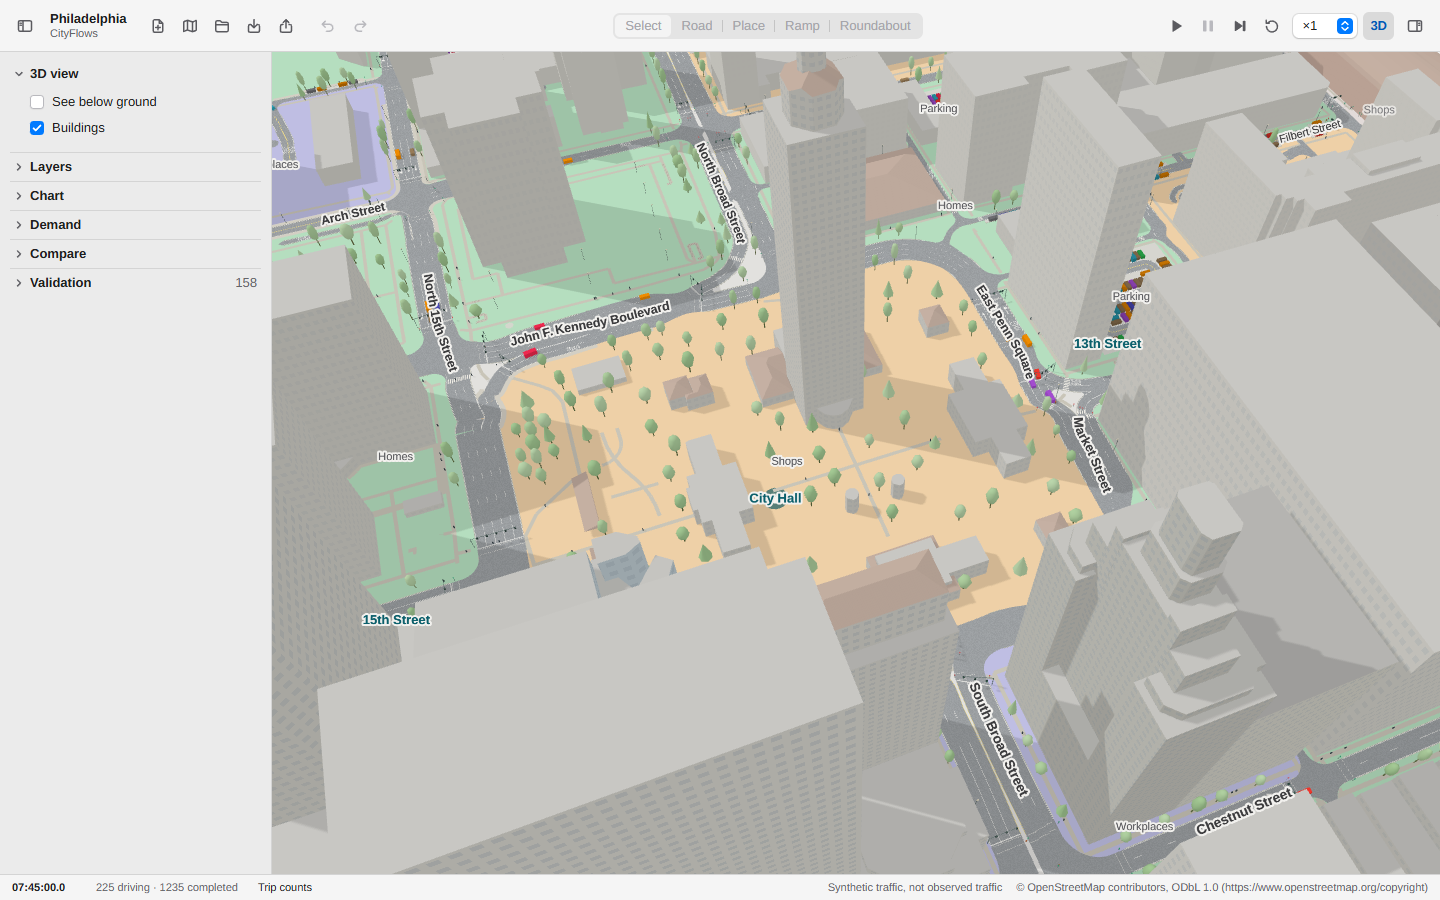 Philadelphia
CityFlows
Select
Road
Place
Ramp
Roundabout
×1
3D
3D view
See below ground
Buildings
Layers
Chart
Demand
Compare
Validation
158
Parking
Shops
Filbert Street
laces
Arch Street
North Broad Street
Homes
North 15th Street
John F. Kennedy Boulevard
East Penn Square
Parking
13th Street
Market Street
Homes
Shops
City Hall
15th Street
South Broad Street
Workplaces
Chestnut Street
07:45:00.0
225 driving · 1235 completed
Trip counts
Synthetic traffic, not observed traffic
© OpenStreetMap contributors, ODbL 1.0 (https://www.openstreetmap.org/copyright)